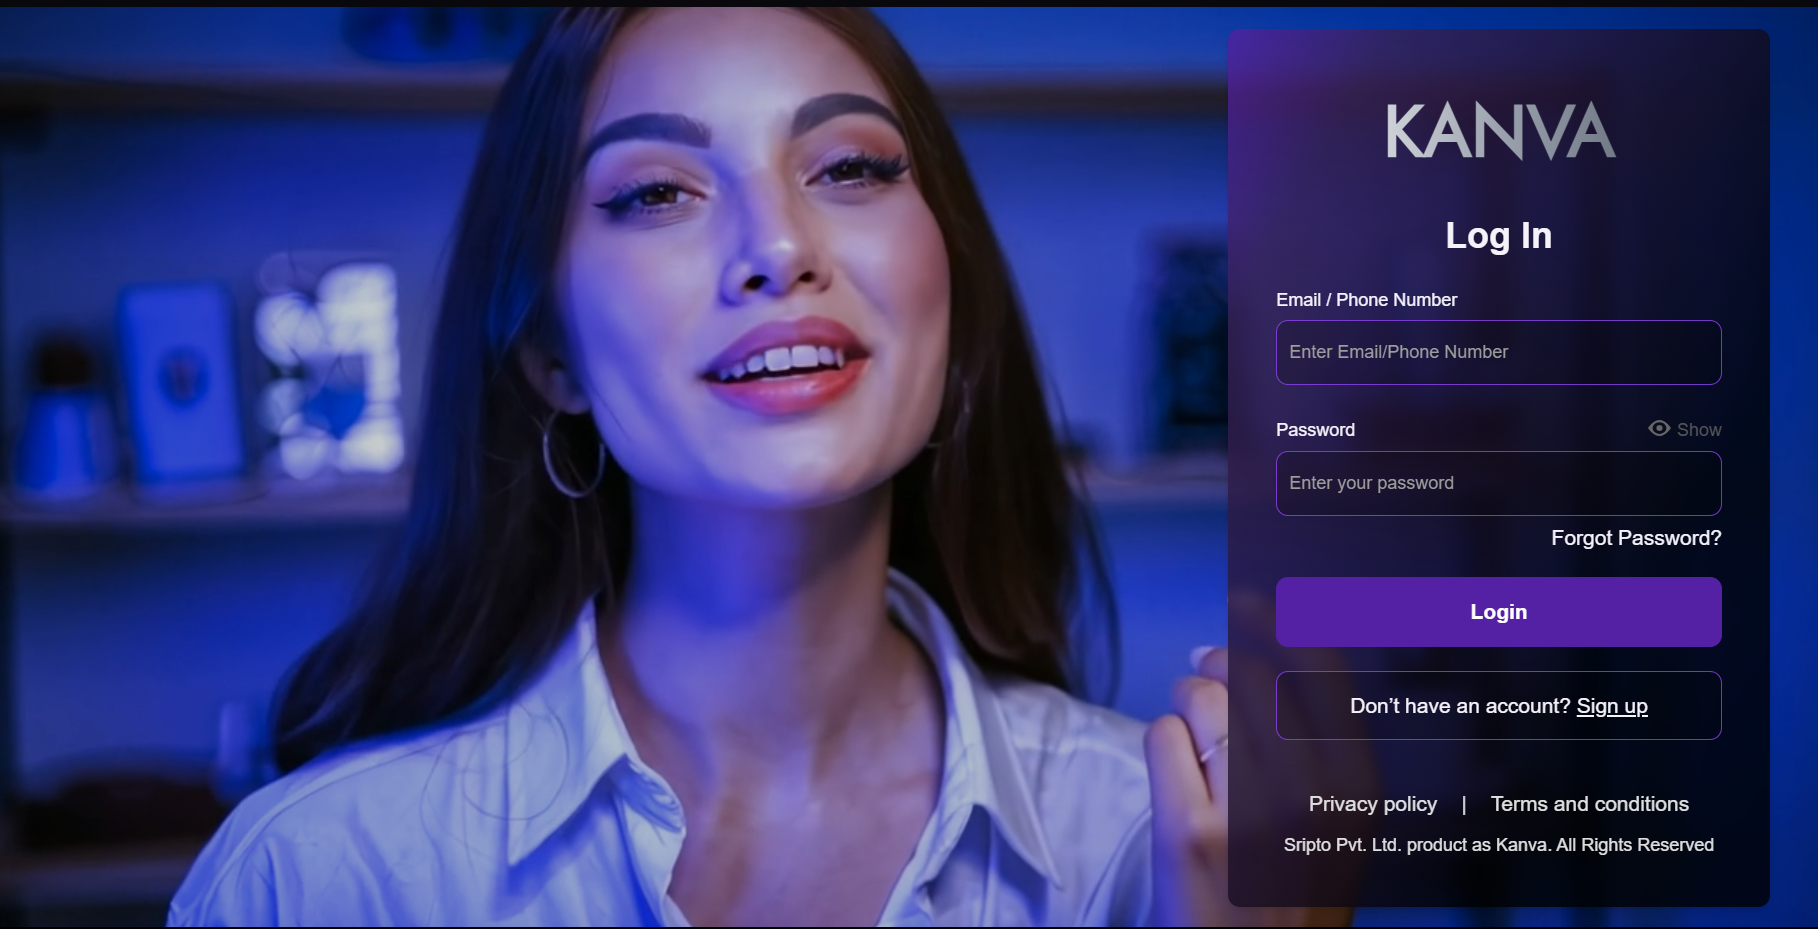 KANVA
Log In
Email / Phone Number
Enter Email/Phone Number
Password
Show
Enter your password
Forgot Password?
Login
Don’t have an account? Sign up
Privacy policy | Terms and conditions
Sripto Pvt. Ltd. product as Kanva. All Rights Reserved